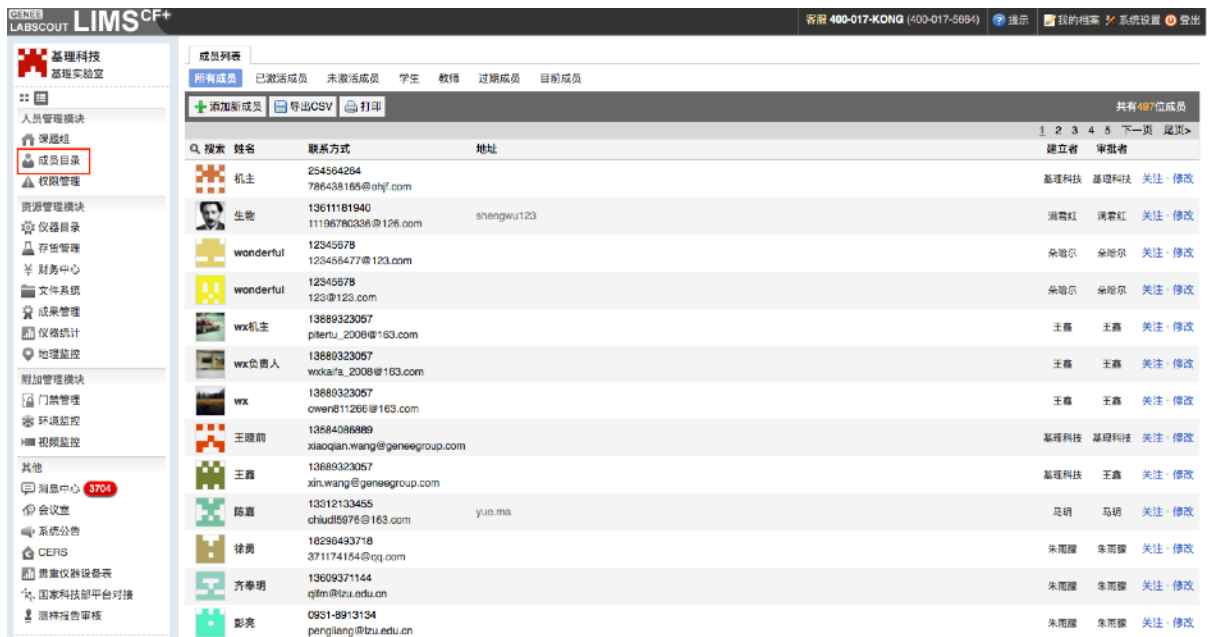 GENEE
LABSCOUT LIMS CF+
客服 400-017-KONG (400-017-5664) 提示 我的档案 系统设置 登出
基理科技
基理实验室
人员管理模块
课题组
成员目录
权限管理
资源管理模块
仪器目录
存货管理
财务中心
文件系统
成果管理
仪器统计
地理监控
附加管理模块
门禁管理
环境监控
视频监控
其他
消息中心 3704
会议室
系统公告
CERS
贵重仪器设备表
国家科技部平台对接
测样报告审核
成员列表
所有成员 已激活成员 未激活成员 学生 教师 过期成员 目前成员
添加新成员 导出CSV 打印 共有497位成员
1 2 3 4 5 下一页 尾页>
搜索 姓名 联系方式 地址 建立者 审批者
机主 254564264 基理科技 基理科技 关注 · 修改
786438165@ehjf.com
生物 13611181940 shengwu123 满君红 满君红 关注 · 修改
11196780336@126.com
wonderful 12345678 朵哈尔 朵哈尔 关注 · 修改
123456477@123.com
wonderful 12345678 朵哈尔 朵哈尔 关注 · 修改
123@123.com
wx机主 13889323057 王鑫 王鑫 关注 · 修改
pitertu_2008@163.com
wx负责人 13889323057 王鑫 王鑫 关注 · 修改
wxkaifa_2008@163.com
wx 13889323057 王鑫 王鑫 关注 · 修改
owen811266@163.com
王晓前 13584086889 基理科技 基理科技 关注 · 修改
xiaoqian.wang@geneegroup.com
王鑫 13889323057 基理科技 王鑫 关注 · 修改
xin.wang@geneegroup.com
陈嘉 13312133455 yue.ma 马玥 马玥 关注 · 修改
chiudf5976@163.com
徐勇 18298493718 朱雨朦 朱雨朦 关注 · 修改
371174154@qq.com
齐奉玥 13609371144 朱雨朦 朱雨朦 关注 · 修改
qifm@lzu.edu.cn
彭亮 0931-8913134 朱雨朦 朱雨朦 关注 · 修改
pengliang@lzu.edu.cn